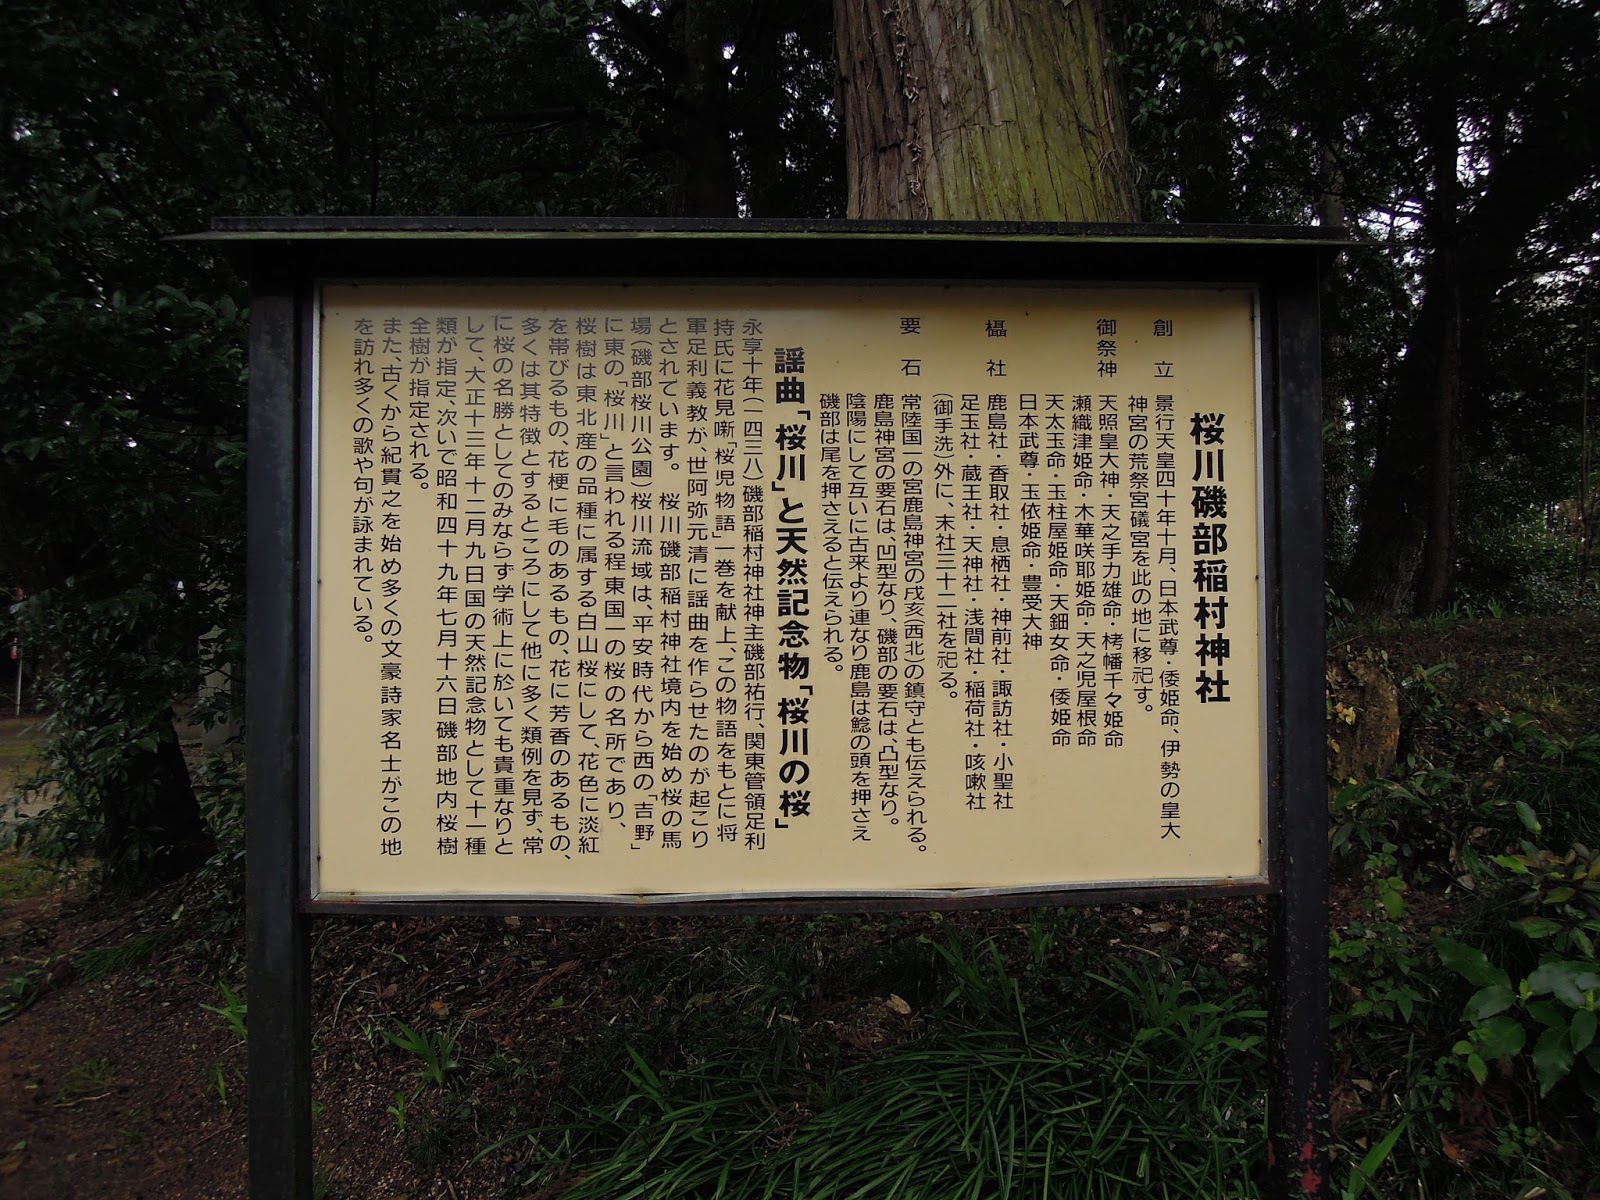 桜川磯部稲村神社
創立 景行天皇四十年十月、日本武尊・倭姫命、伊勢の皇大
神宮の荒祭宮礒宮を此の地に移祀す。
御祭神 天照皇大神・天之手力雄命・栲幡千々姫命
瀬織津姫命・木華咲耶姫命・天之児屋根命
天太玉命・玉柱屋姫命・天鈿女命・倭姫命
日本武尊・玉依姫命・豊受大神
櫑社 鹿島社・香取社・息栖社・神前社・諏訪社・小聖社
足玉社・蔵王社・天神社・浅間社・稲荷社・咳嗽社
(御手洗)外に、末社三十二社を祀る。
要石 常陸国一の宮鹿島神宮の戌亥(西北)の鎮守とも伝えられる。
鹿島神宮の要石は、凹型なり、磯部の要石は、凸型なり。
陰陽にして互いに古来より連なり鹿島は鯰の頭を押さえ
磯部は尾を押さえると伝えられる。
謡曲「桜川」と天然記念物「桜川の桜」
永享十年(一四三八)磯部稲村神社神主磯部祐行、関東管領足利
持氏に花見噺「桜児物語」一巻を献上、この物語をもとに将
軍足利義教が、世阿弥元清に謡曲を作らせたのが起こり
とされています。 桜川磯部稲村神社境内を始め桜の馬
場(磯部桜川公園)桜川流域は、平安時代から西の「吉野」
に東の「桜川」と言われる程東国一の桜の名所であり、
桜樹は東北産の品種に属する白山桜にして、花色に淡紅
を帯びるもの、花梗に毛のあるもの、花に芳香のあるもの、
多くは其特徴とするところにして他に多く類例を見ず、常
に桜の名勝としてのみならず学術上に於いても貴重なりと
して、大正十三年十二月九日国の天然記念物として十一種
類が指定、次いで昭和四十九年七月十六日磯部地内桜樹
全樹が指定される。
また、古くから紀貫之を始め多くの文豪詩家名士がこの地
を訪れ多くの歌や句が詠まれている。